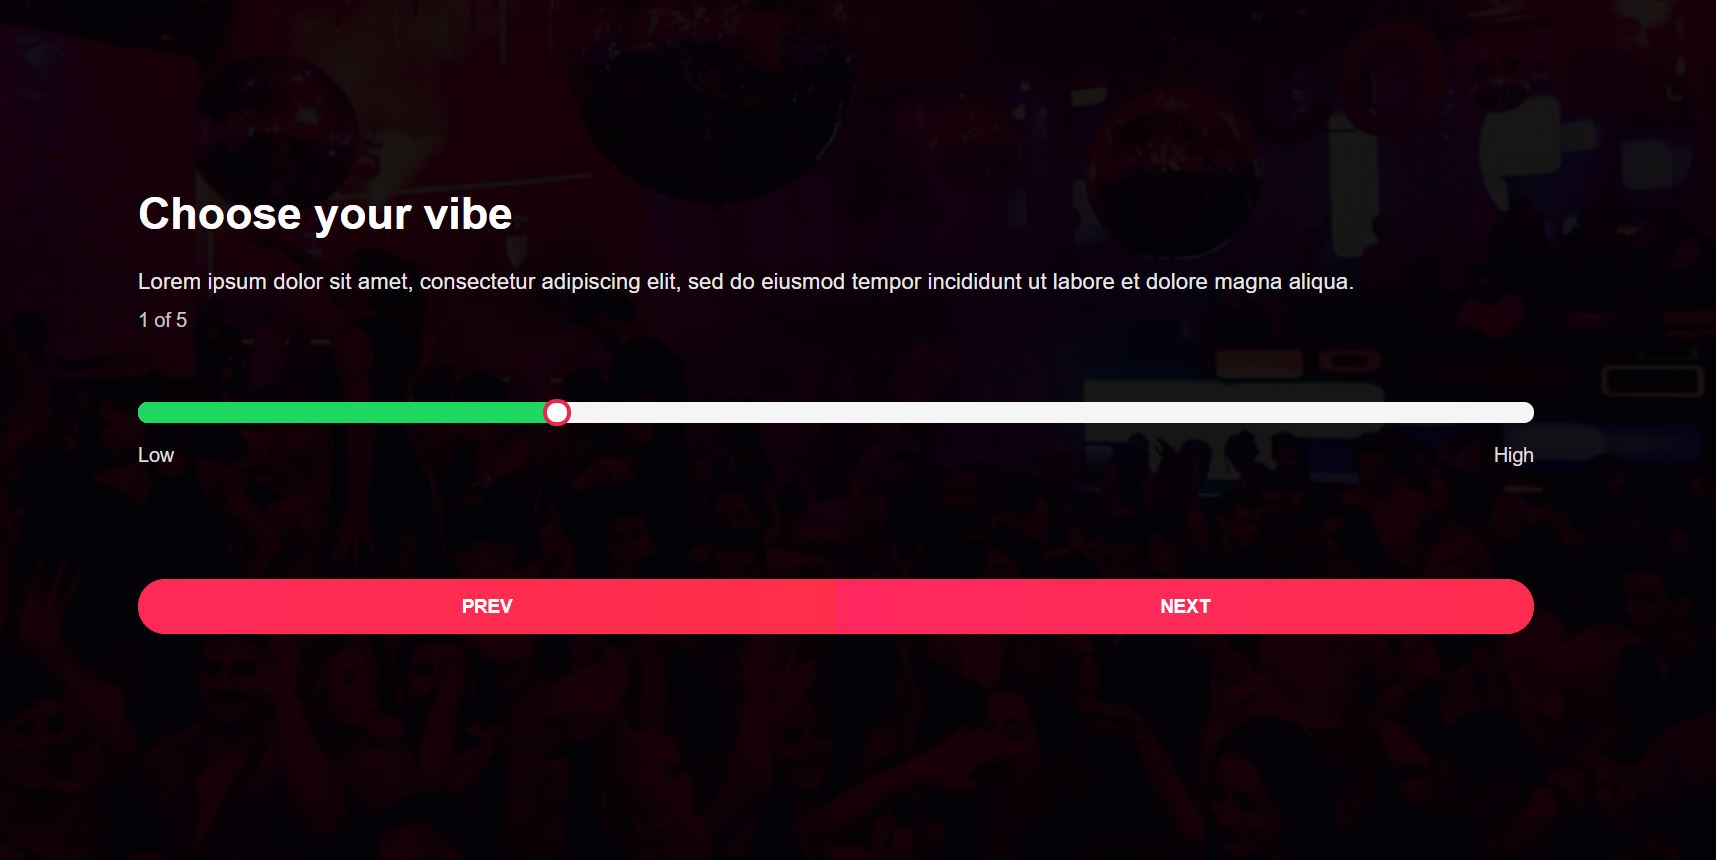 Choose your vibe
Lorem ipsum dolor sit amet, consectetur adipiscing elit, sed do eiusmod tempor incididunt ut labore et dolore magna aliqua.
1 of 5
Low High
PREV NEXT